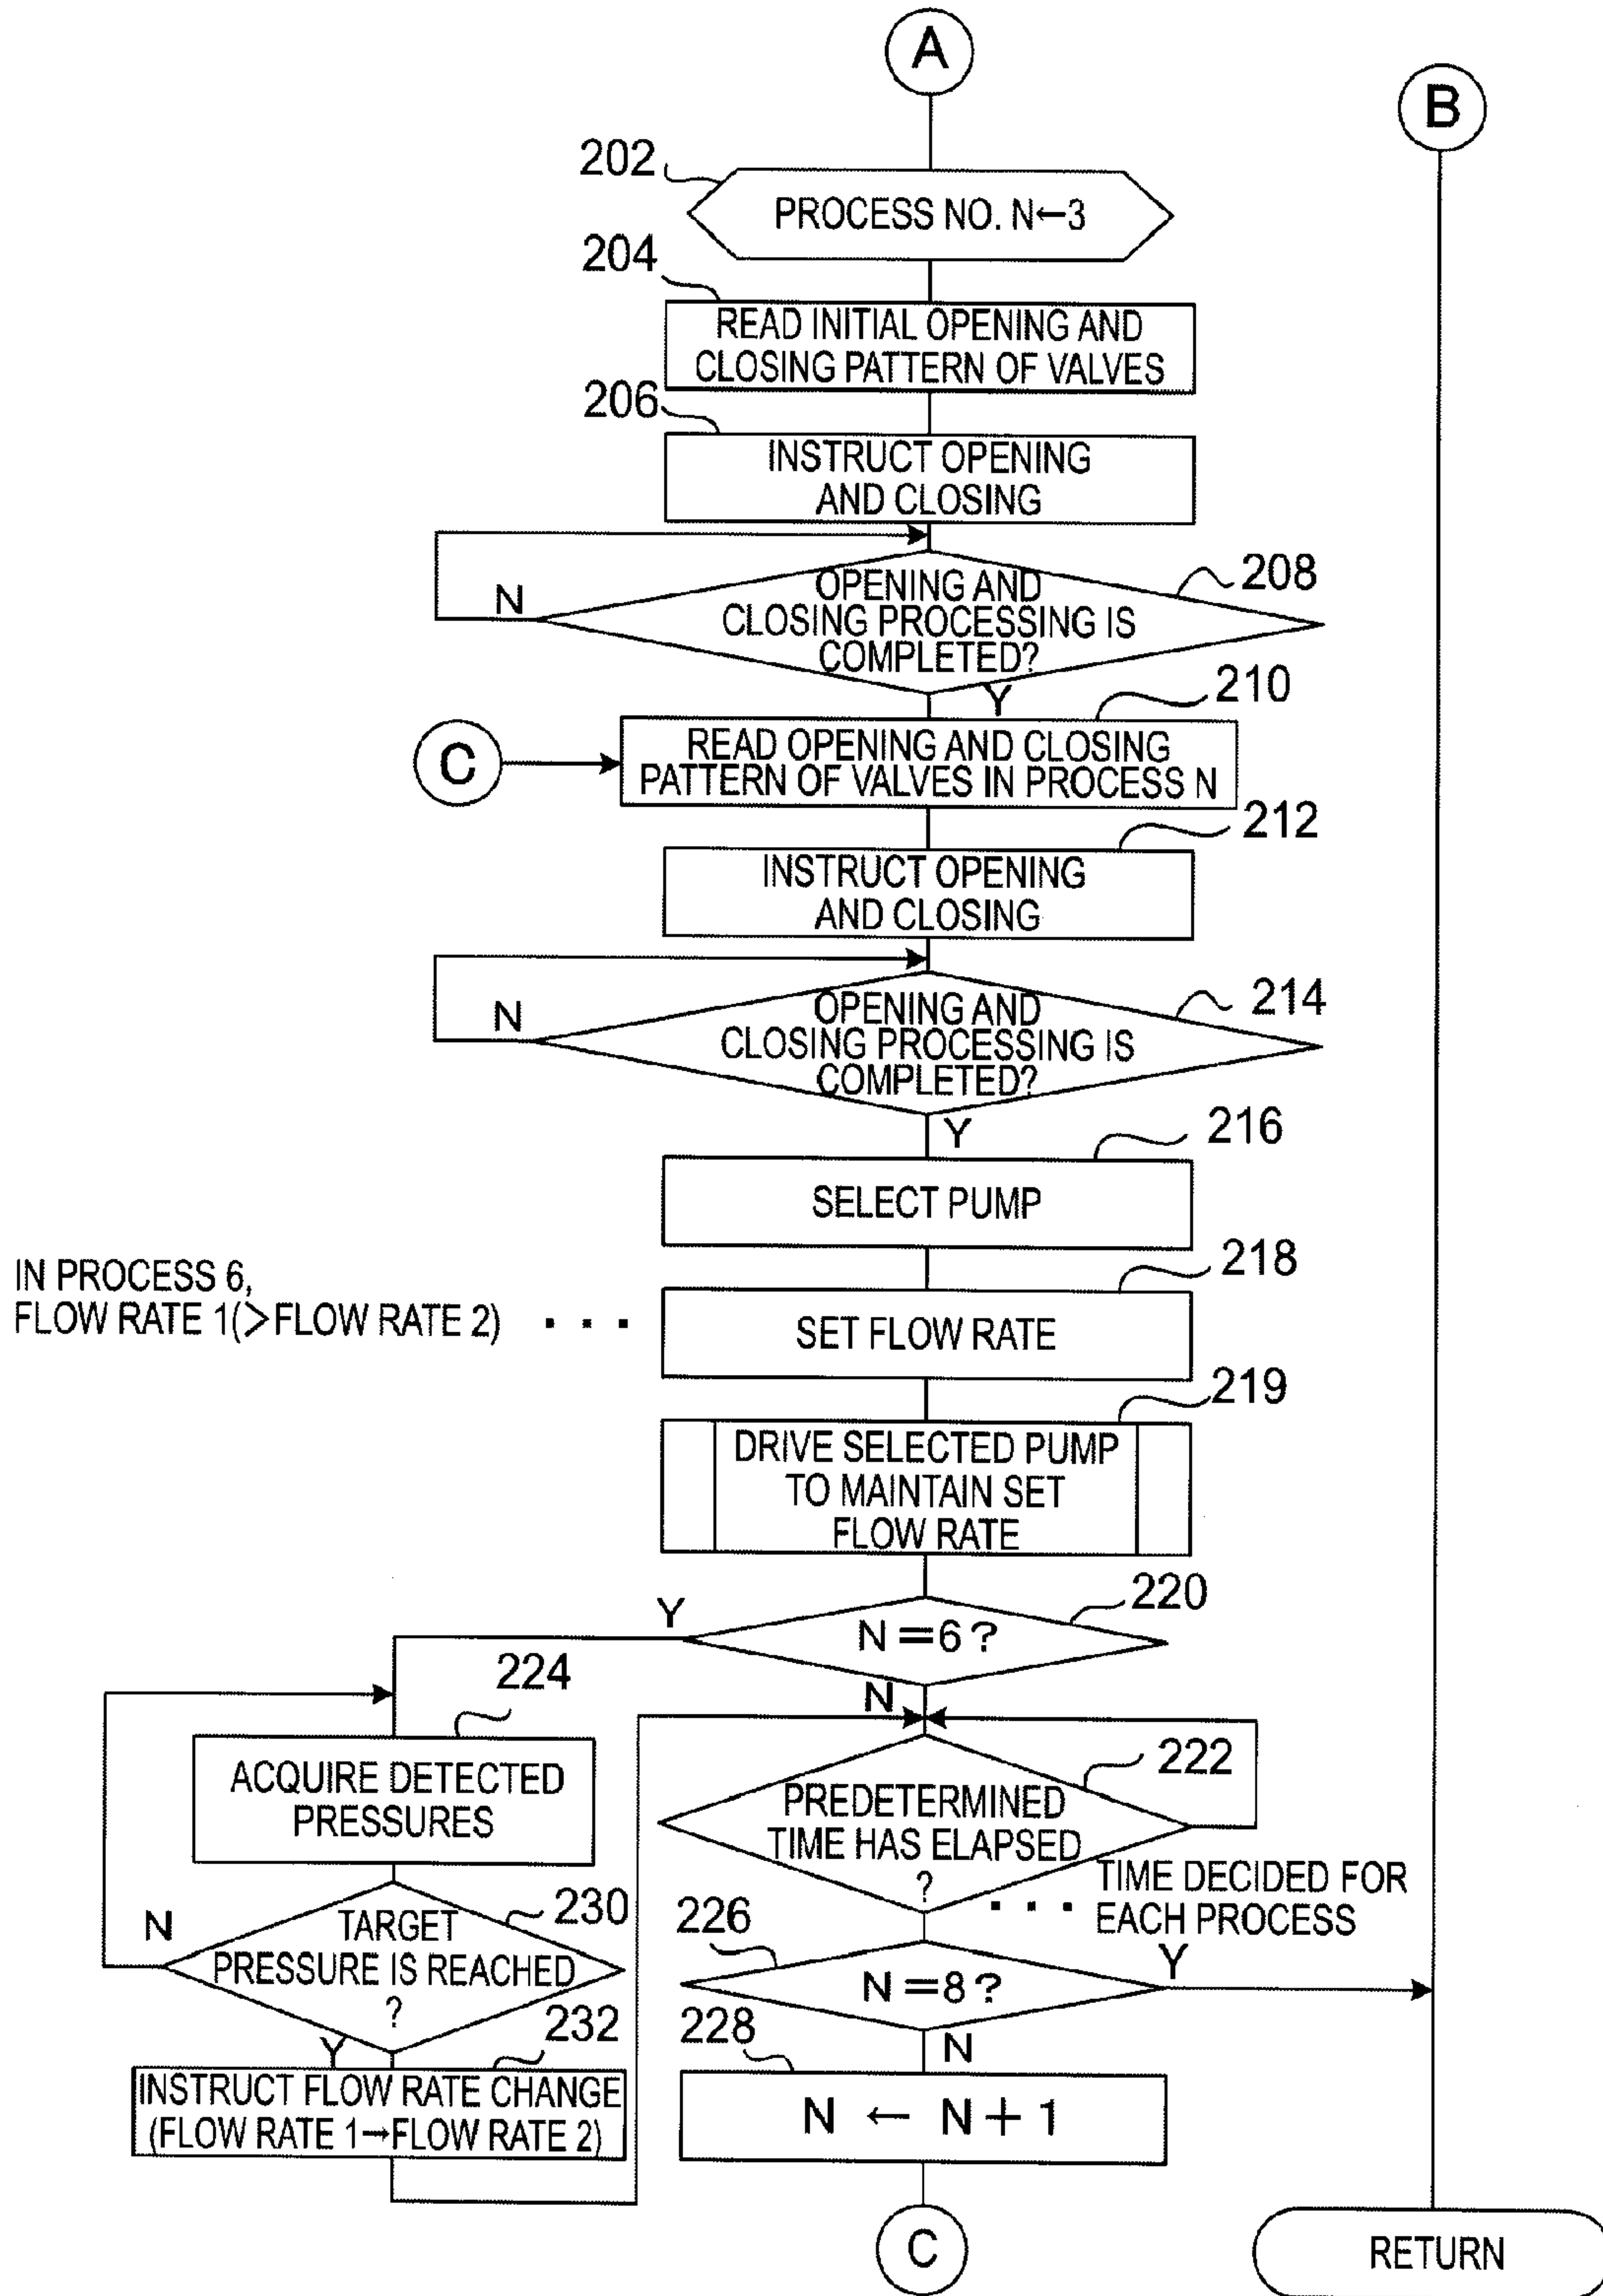 A
B
202
PROCESS NO. N←3
204
READ INITIAL OPENING AND
CLOSING PATTERN OF VALVES
206
INSTRUCT OPENING
AND CLOSING
208
OPENING AND
CLOSING PROCESSING IS
COMPLETED?
N
Y
210
C
READ OPENING AND CLOSING
PATTERN OF VALVES IN PROCESS N
212
INSTRUCT OPENING
AND CLOSING
214
OPENING AND
CLOSING PROCESSING IS
COMPLETED?
N
Y
216
SELECT PUMP
IN PROCESS 6,
FLOW RATE 1(>FLOW RATE 2) ...
218
SET FLOW RATE
219
DRIVE SELECTED PUMP
TO MAINTAIN SET
FLOW RATE
220
Y
N=6?
N
224
ACQUIRE DETECTED
PRESSURES
222
PREDETERMINED
TIME HAS ELAPSED
?
... TIME DECIDED FOR
EACH PROCESS
230
N
TARGET
PRESSURE IS REACHED
?
Y
226
N=8?
Y
N
232
INSTRUCT FLOW RATE CHANGE
(FLOW RATE 1→FLOW RATE 2)
228
N ← N+1
C
RETURN